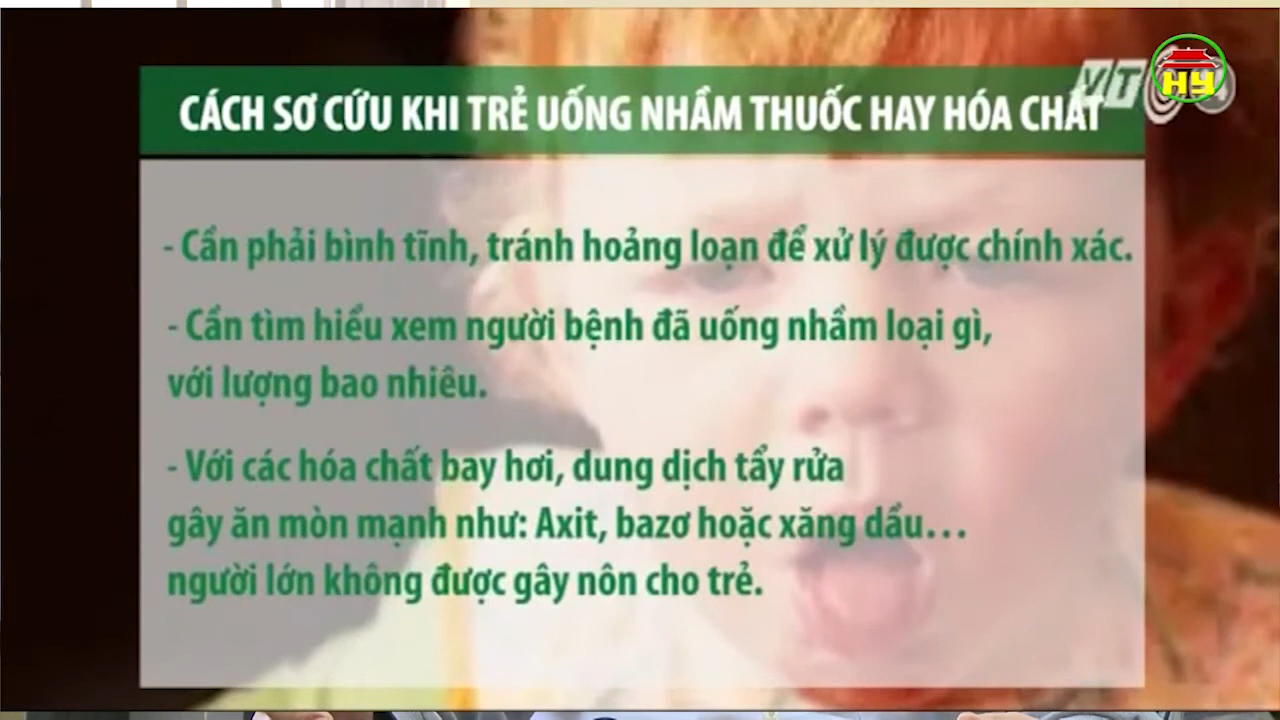 CÁCH SƠ CỨU KHI TRẺ UỐNG NHẦM THUỐC HAY HÓA CHẤT
VT
HY
- Cần phải bình tĩnh, tránh hoảng loạn để xử lý được chính xác.
- Cần tìm hiểu xem người bệnh đã uống nhầm loại gì,
với lượng bao nhiêu.
- Với các hóa chất bay hơi, dung dịch tẩy rửa
gây ăn mòn mạnh như: Axit, bazơ hoặc xăng dầu...
người lớn không được gây nôn cho trẻ.